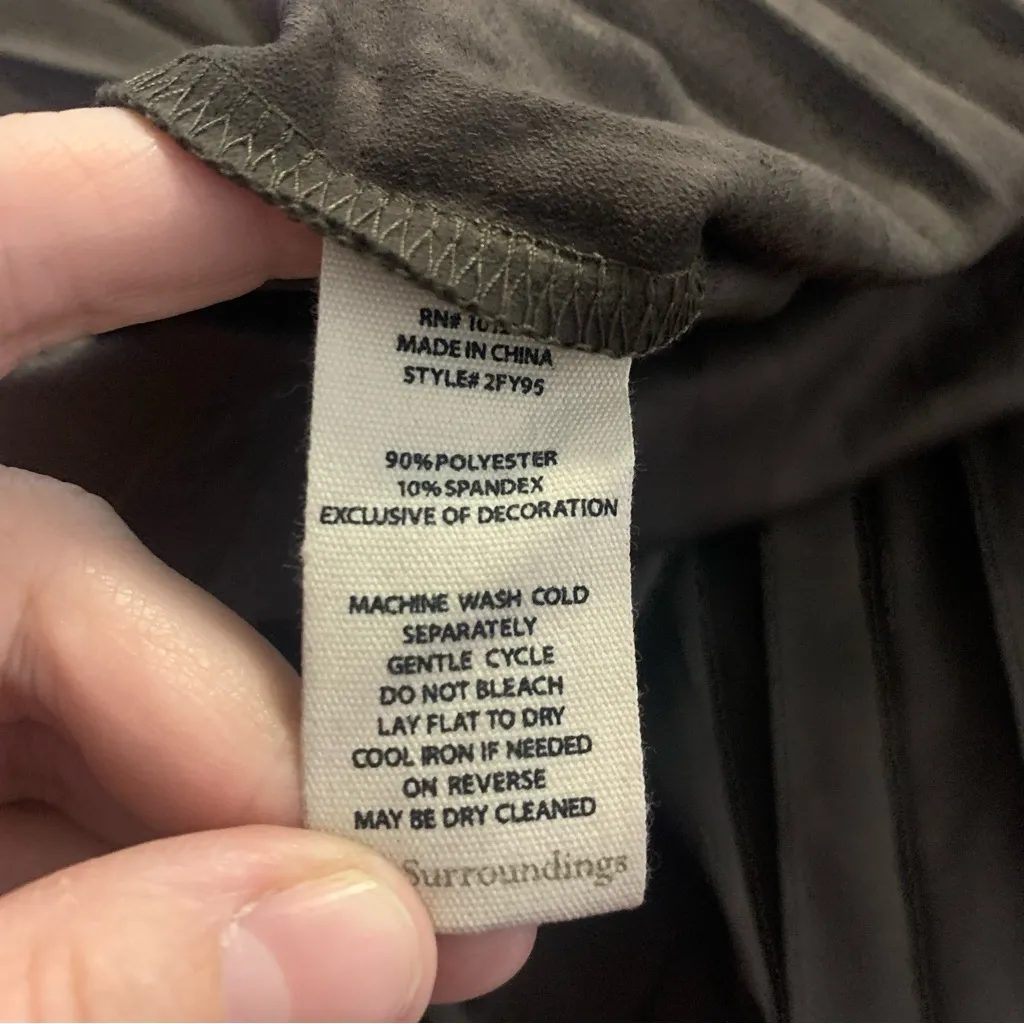 RN#
MADE IN CHINA
STYLE# 2FY95
90%POLYESTER
10%SPANDEX
EXCLUSIVE OF DECORATION
MACHINE WASH COLD
SEPARATELY
GENTLE CYCLE
DO NOT BLEACH
LAY FLAT TO DRY
COOL IRON IF NEEDED
ON REVERSE
MAY BE DRY CLEANED
Surroundings